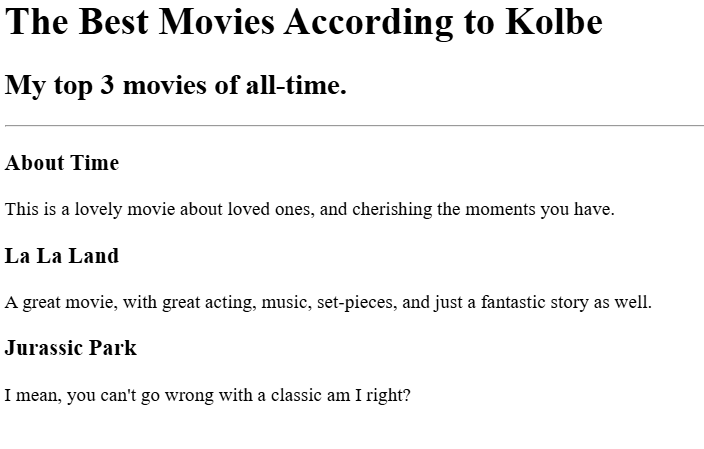 The Best Movies According to Kolbe
My top 3 movies of all-time.
About Time
This is a lovely movie about loved ones, and cherishing the moments you have.
La La Land
A great movie, with great acting, music, set-pieces, and just a fantastic story as well.
Jurassic Park
I mean, you can't go wrong with a classic am I right?